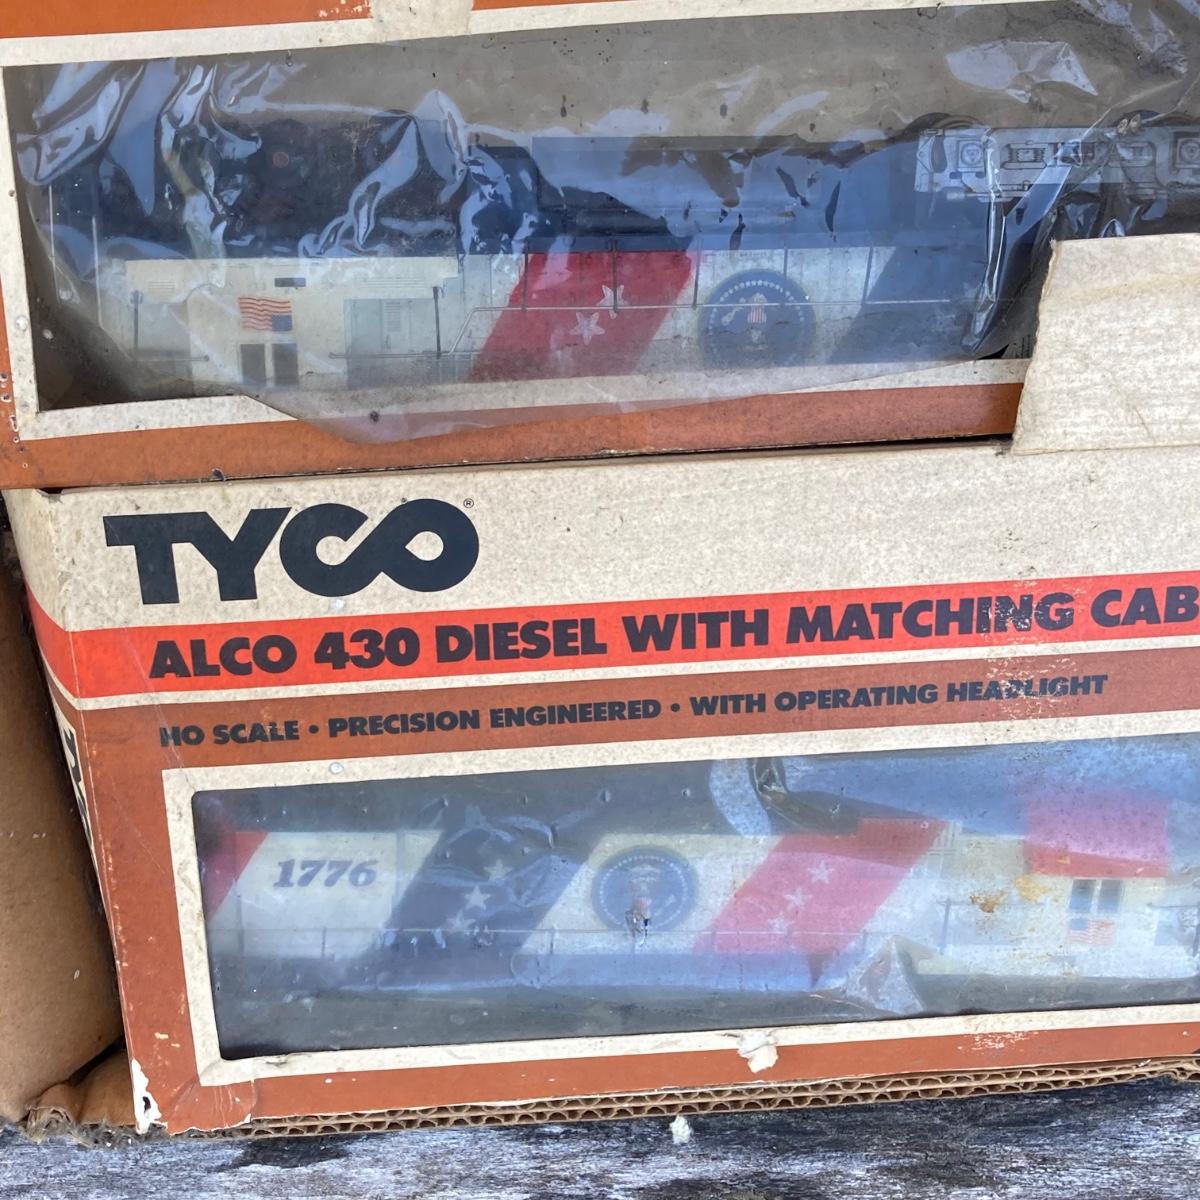 TYCO®
ALCO 430 DIESEL WITH MATCHING CAB
HO SCALE • PRECISION ENGINEERED • WITH OPERATING HEADLIGHT
1776